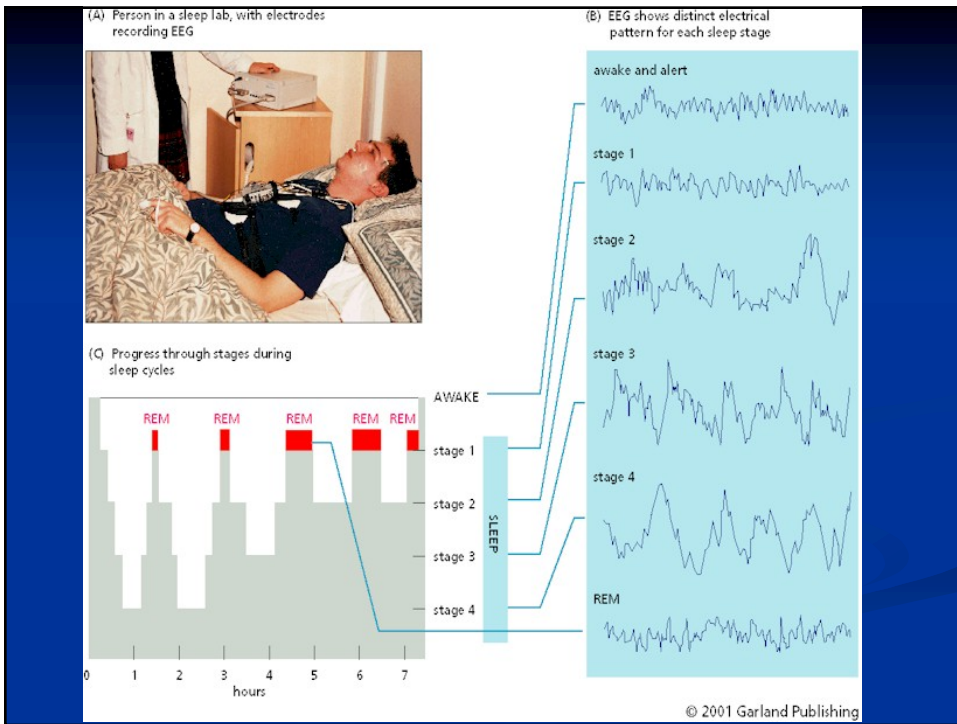 (A) Person in a sleep lab, with electrodes
recording EEG
(B) EEG shows distinct electrical
pattern for each sleep stage
awake and alert
stage 1
stage 2
stage 3
stage 4
REM
(C) Progress through stages during
sleep cycles
AWAKE
REM REM REM REM REM
stage 1
stage 2
stage 3
stage 4
SLEEP
0 1 2 3 4 5 6 7
hours
© 2001 Garland Publishing